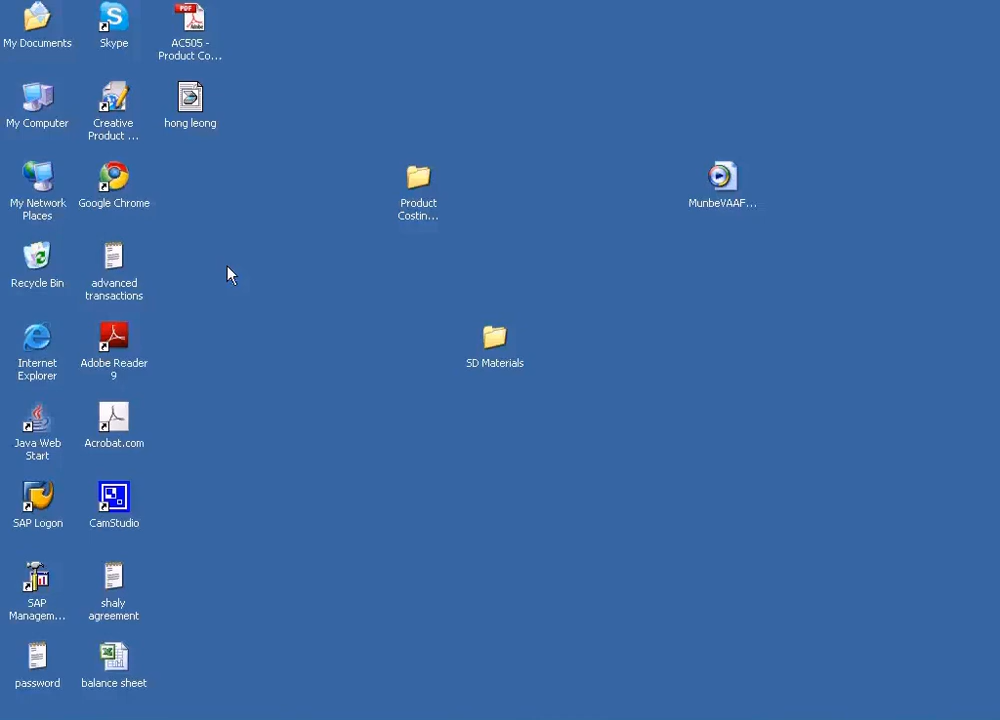 My Documents
Skype
AC505 -
Product Co...
My Computer
Creative
Product ...
hong leong
My Network
Places
Google Chrome
Product
Costin...
MunbeVAAF...
Recycle Bin
advanced
transactions
Internet
Explorer
Adobe Reader
9
SD Materials
Java Web
Start
Acrobat.com
SAP Logon
CamStudio
SAP
Managem...
shaly
agreement
password
balance sheet